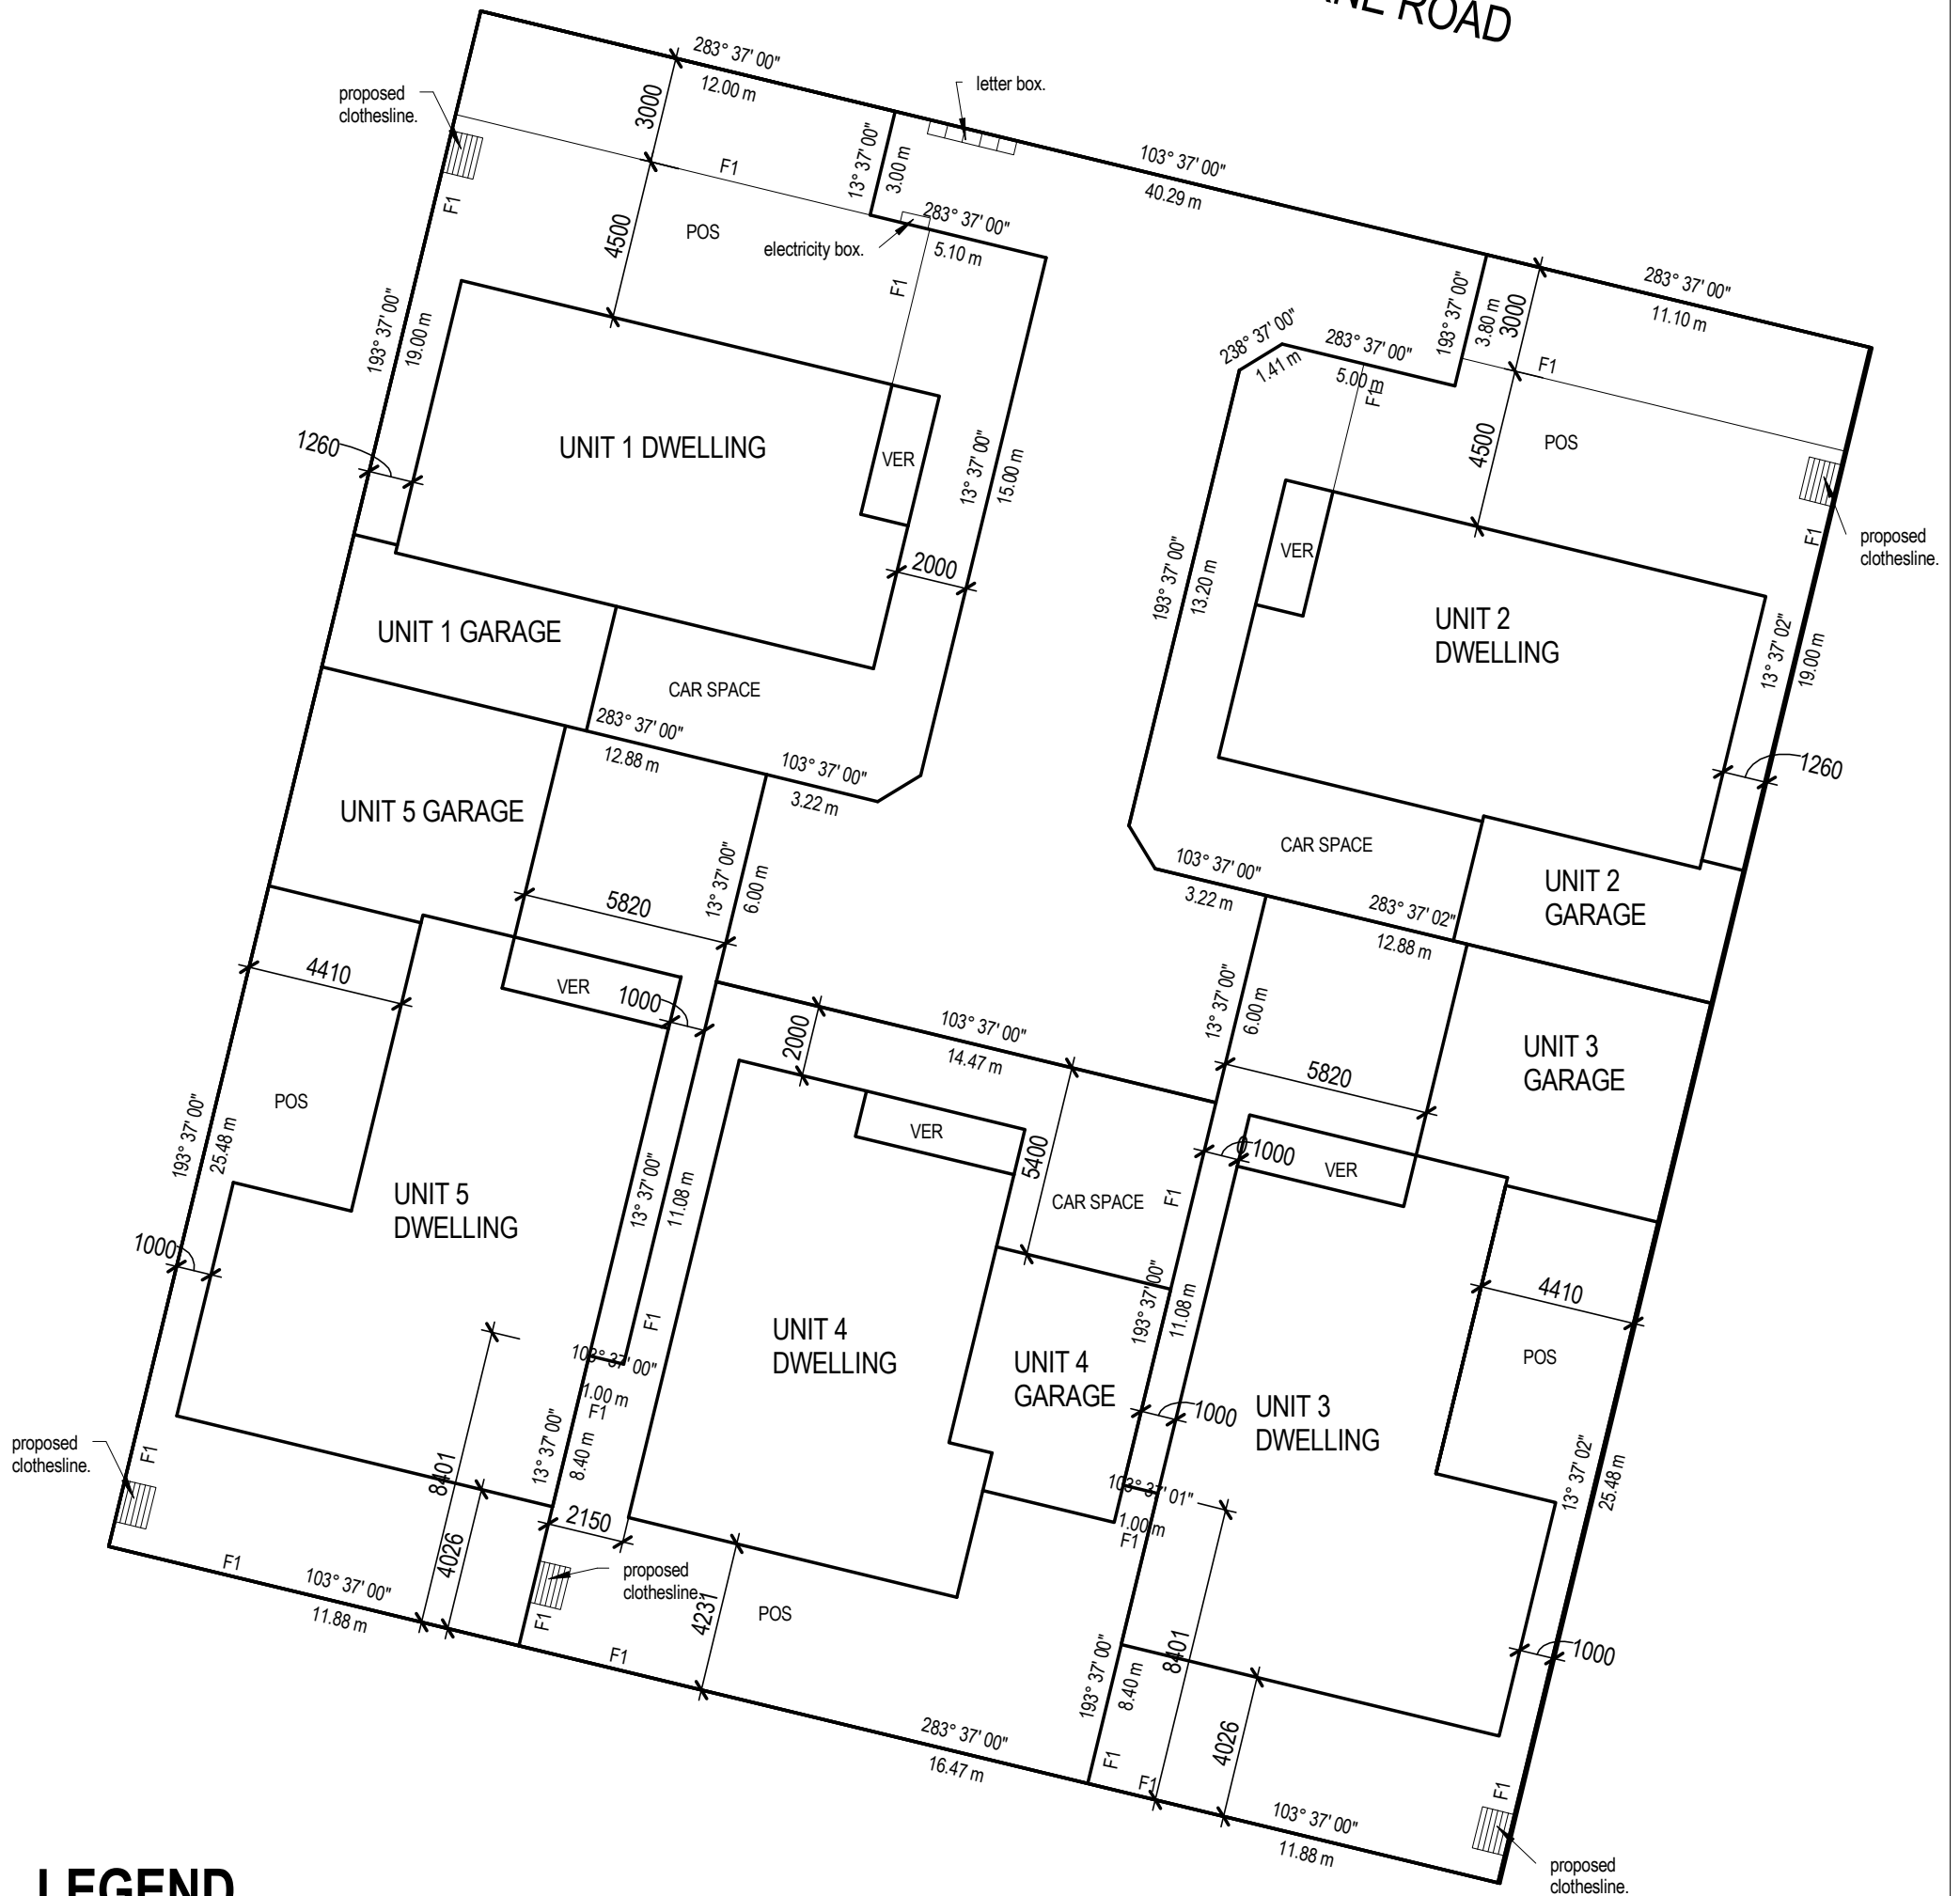 ROAD
283° 37' 00"
12.00 m
letter box.
proposed
clothesline.
3000
13° 37' 00"
3.00 m
103° 37' 00"
40.29 m
F1
F1
POS
4500
283° 37' 00"
electricity box.
5.10 m
F1
193° 37' 00"
3.80 m
3000
283° 37' 00"
11.10 m
193° 37' 00"
19.00 m
238° 37' 00"
1.41 m
283° 37' 00"
5.00 m
F1
F1
POS
4500
1260
UNIT 1 DWELLING
VER
13° 37' 00"
15.00 m
2000
VER
193° 37' 00"
13.20 m
F1
proposed
clothesline.
UNIT 2
DWELLING
13° 37' 02"
19.00 m
UNIT 1 GARAGE
CAR SPACE
283° 37' 00"
12.88 m
103° 37' 00"
3.22 m
1260
UNIT 5 GARAGE
CAR SPACE
103° 37' 00"
3.22 m
283° 37' 02"
12.88 m
UNIT 2
GARAGE
5820
13° 37' 00"
6.00 m
4410
VER
1000
2000
103° 37' 00"
14.47 m
13° 37' 00"
6.00 m
5820
UNIT 3
GARAGE
POS
193° 37' 00"
25.48 m
VER
5400
CAR SPACE
F1
0
1000
VER
UNIT 5
DWELLING
13° 37' 00"
11.08 m
1000
F1
193° 37' 00"
11.08 m
4410
POS
UNIT 4
DWELLING
UNIT 4
GARAGE
103° 37' 00"
1.00 m
F1
1000
UNIT 3
DWELLING
proposed
clothesline.
F1
8401
13° 37' 00"
8.40 m
103° 37' 01"
1.00 m
F1
13° 37' 02"
25.48 m
2150
4026
F1
103° 37' 00"
11.88 m
proposed
clothesline.
F1
4231
POS
F1
193° 37' 00"
8.40 m
8401
1000
4026
283° 37' 00"
16.47 m
F1
F1
103° 37' 00"
11.88 m
F1
proposed
clothesline.
LEGEND